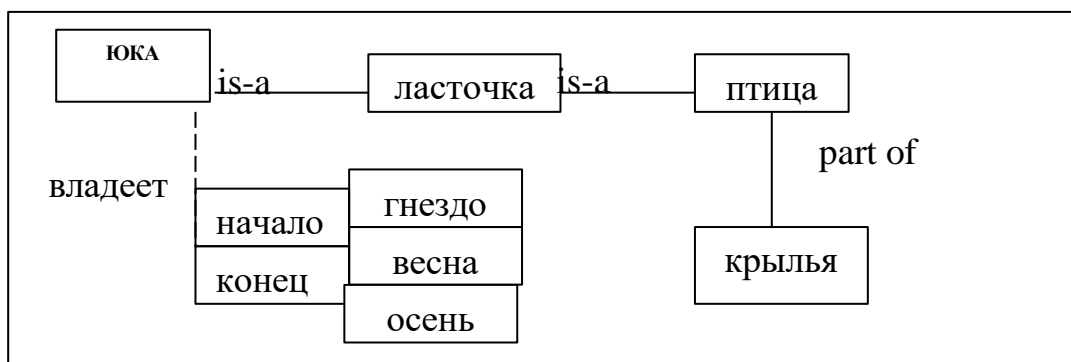 ЮКА
is-a
ласточка
is-a
птица
part of
владеет
гнездо
начало
весна
крылья
конец
осень